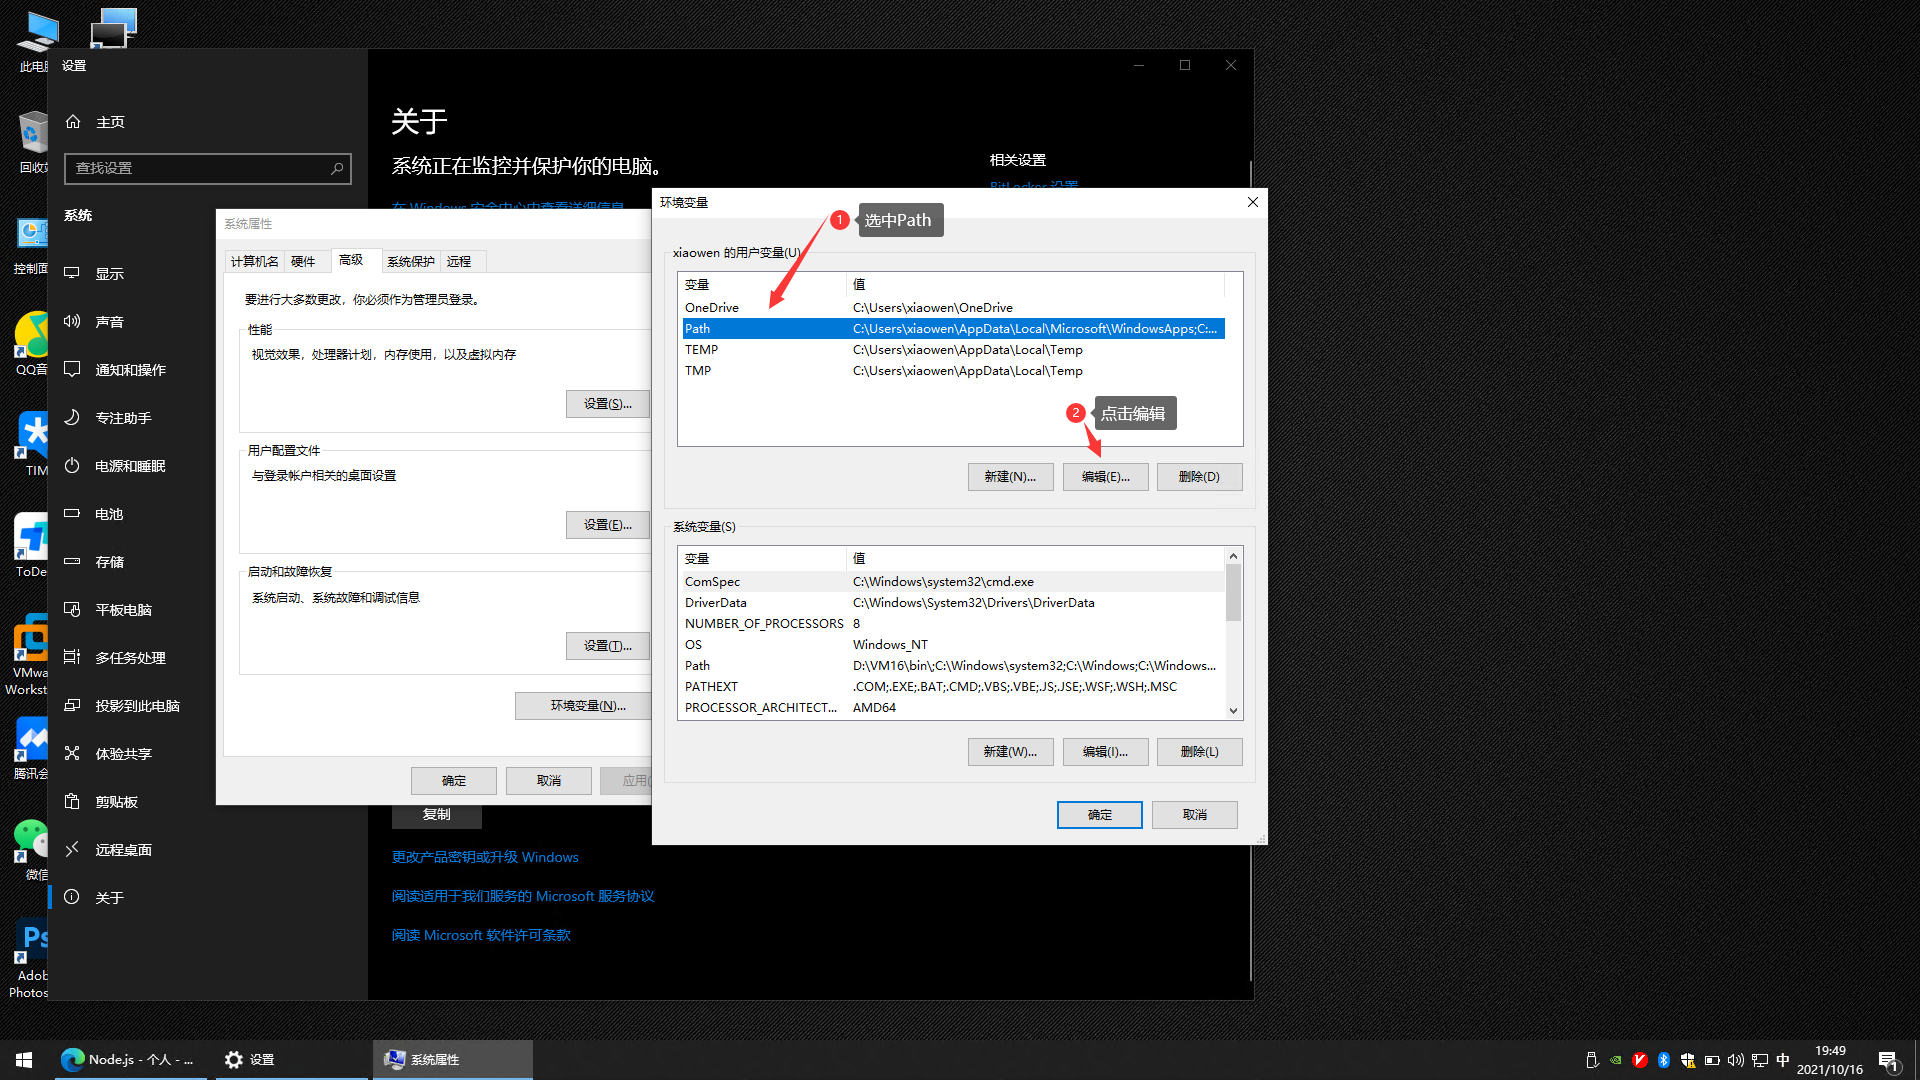 此电脑
回收站
控制面
QQ音
TIM
ToDe
VMwa
Workst
腾讯会
微信
Adob
Photos
设置
主页
查找设置
系统
显示
声音
通知和操作
专注助手
电源和睡眠
电池
存储
平板电脑
多任务处理
投影到此电脑
体验共享
剪贴板
远程桌面
关于
关于
系统正在监控并保护你的电脑。
在 Windows 安全中心中查看详细信息
相关设置
BitLocker 设置
复制
更改产品密钥或升级 Windows
阅读适用于我们服务的 Microsoft 服务协议
阅读 Microsoft 软件许可条款
系统属性
计算机名 硬件 高级 系统保护 远程
要进行大多数更改，你必须作为管理员登录。
性能
视觉效果，处理器计划，内存使用，以及虚拟内存
设置(S)...
用户配置文件
与登录帐户相关的桌面设置
设置(E)...
启动和故障恢复
系统启动、系统故障和调试信息
设置(T)...
环境变量(N)...
确定 取消 应用(
环境变量
1 选中Path
xiaowen 的用户变量(U)
变量 值
OneDrive C:\Users\xiaowen\OneDrive
Path C:\Users\xiaowen\AppData\Local\Microsoft\WindowsApps;C:...
TEMP C:\Users\xiaowen\AppData\Local\Temp
TMP C:\Users\xiaowen\AppData\Local\Temp
2 点击编辑
新建(N)... 编辑(E)... 删除(D)
系统变量(S)
变量 值
ComSpec C:\Windows\system32\cmd.exe
DriverData C:\Windows\System32\Drivers\DriverData
NUMBER_OF_PROCESSORS 8
OS Windows_NT
Path D:\VM16\bin\;C:\Windows\system32;C:\Windows;C:\Windows...
PATHEXT .COM;.EXE;.BAT;.CMD;.VBS;.VBE;.JS;.JSE;.WSF;.WSH;.MSC
PROCESSOR_ARCHITECT... AMD64
新建(W)... 编辑(I)... 删除(L)
确定 取消
Ps
Node.js - 个人 - ...
设置
系统属性
中
19:49
2021/10/16
1